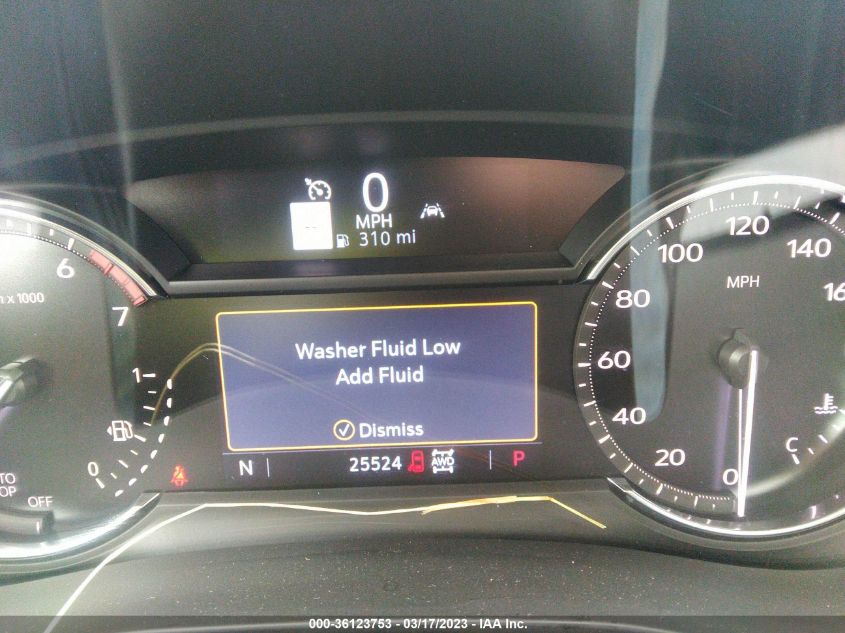 0
MPH
310 mi
6
7
x 1000
1
0
OFF
Washer Fluid Low
Add Fluid
Dismiss
N
25524
AWD
P
0
20
40
60
80
100
120
140
MPH
C
000-36123753 - 03/17/2023 - IAA Inc.